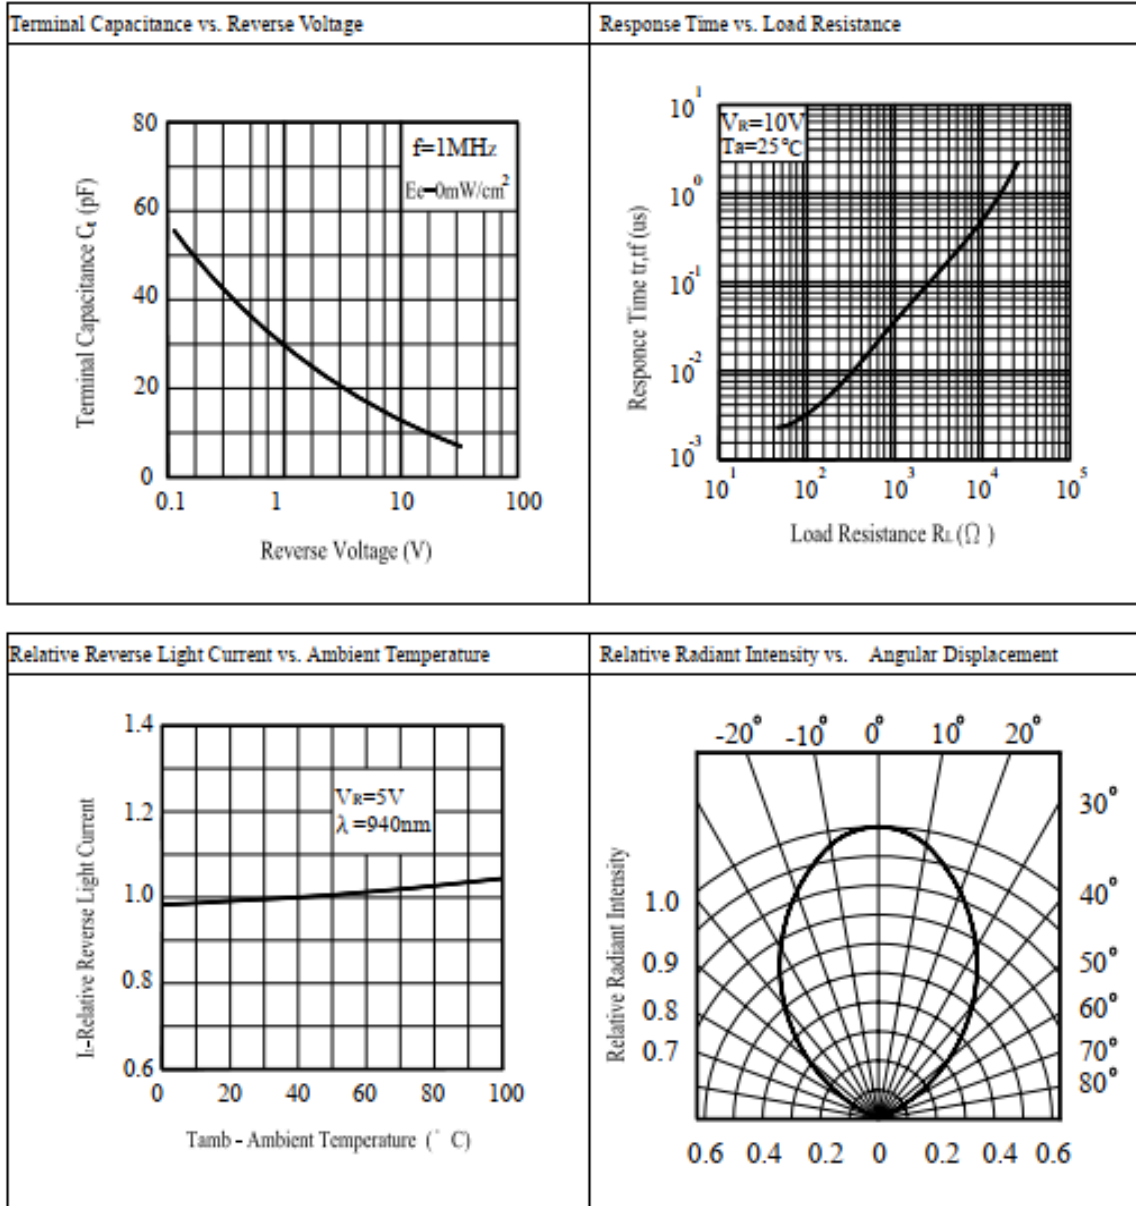 Terminal Capacitance vs. Reverse Voltage
80
60
40
20
0
0.1 1 10 100
Terminal Capacitance Ct (pF)
f=1MHz
Ee=0mW/cm²
Reverse Voltage (V)
Response Time vs. Load Resistance
10¹
10⁰
10⁻¹
10⁻²
10⁻³
10¹ 10² 10³ 10⁴ 10⁵
Responce Time tr,tf (us)
VR=10V
Ta=25℃
Load Resistance RL (Ω )
Relative Reverse Light Current vs. Ambient Temperature
1.4
1.2
1.0
0.8
0.6
0 20 40 60 80 100
IL-Relative Reverse Light Current
VR=5V
λ =940nm
Tamb - Ambient Temperature (° C)
Relative Radiant Intensity vs. Angular Displacement
-20° -10° 0° 10° 20°
30°
40°
50°
60°
70°
80°
1.0
0.9
0.8
0.7
Relative Radiant Intensity
0.6 0.4 0.2 0 0.2 0.4 0.6